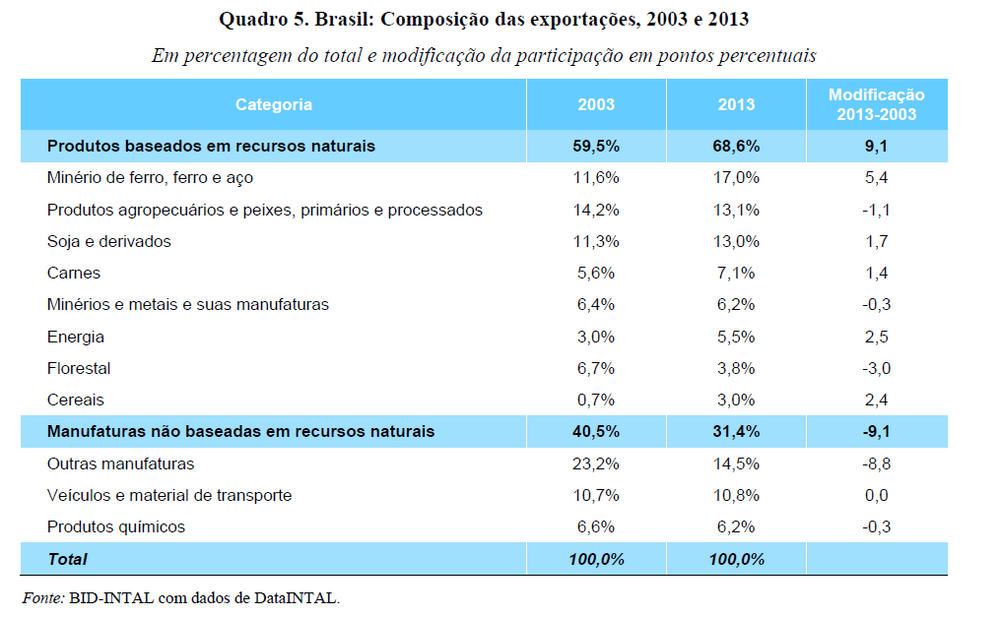 Quadro 5. Brasil: Composição das exportações, 2003 e 2013
Em percentagem do total e modificação da participação em pontos percentuais
Categoria 2003 2013 Modificação 2013-2003
Produtos baseados em recursos naturais 59,5% 68,6% 9,1
Minério de ferro, ferro e aço 11,6% 17,0% 5,4
Produtos agropecuários e peixes, primários e processados 14,2% 13,1% -1,1
Soja e derivados 11,3% 13,0% 1,7
Carnes 5,6% 7,1% 1,4
Minérios e metais e suas manufaturas 6,4% 6,2% -0,3
Energia 3,0% 5,5% 2,5
Florestal 6,7% 3,8% -3,0
Cereais 0,7% 3,0% 2,4
Manufaturas não baseadas em recursos naturais 40,5% 31,4% -9,1
Outras manufaturas 23,2% 14,5% -8,8
Veículos e material de transporte 10,7% 10,8% 0,0
Produtos químicos 6,6% 6,2% -0,3
Total 100,0% 100,0%
Fonte: BID-INTAL com dados de DataINTAL.